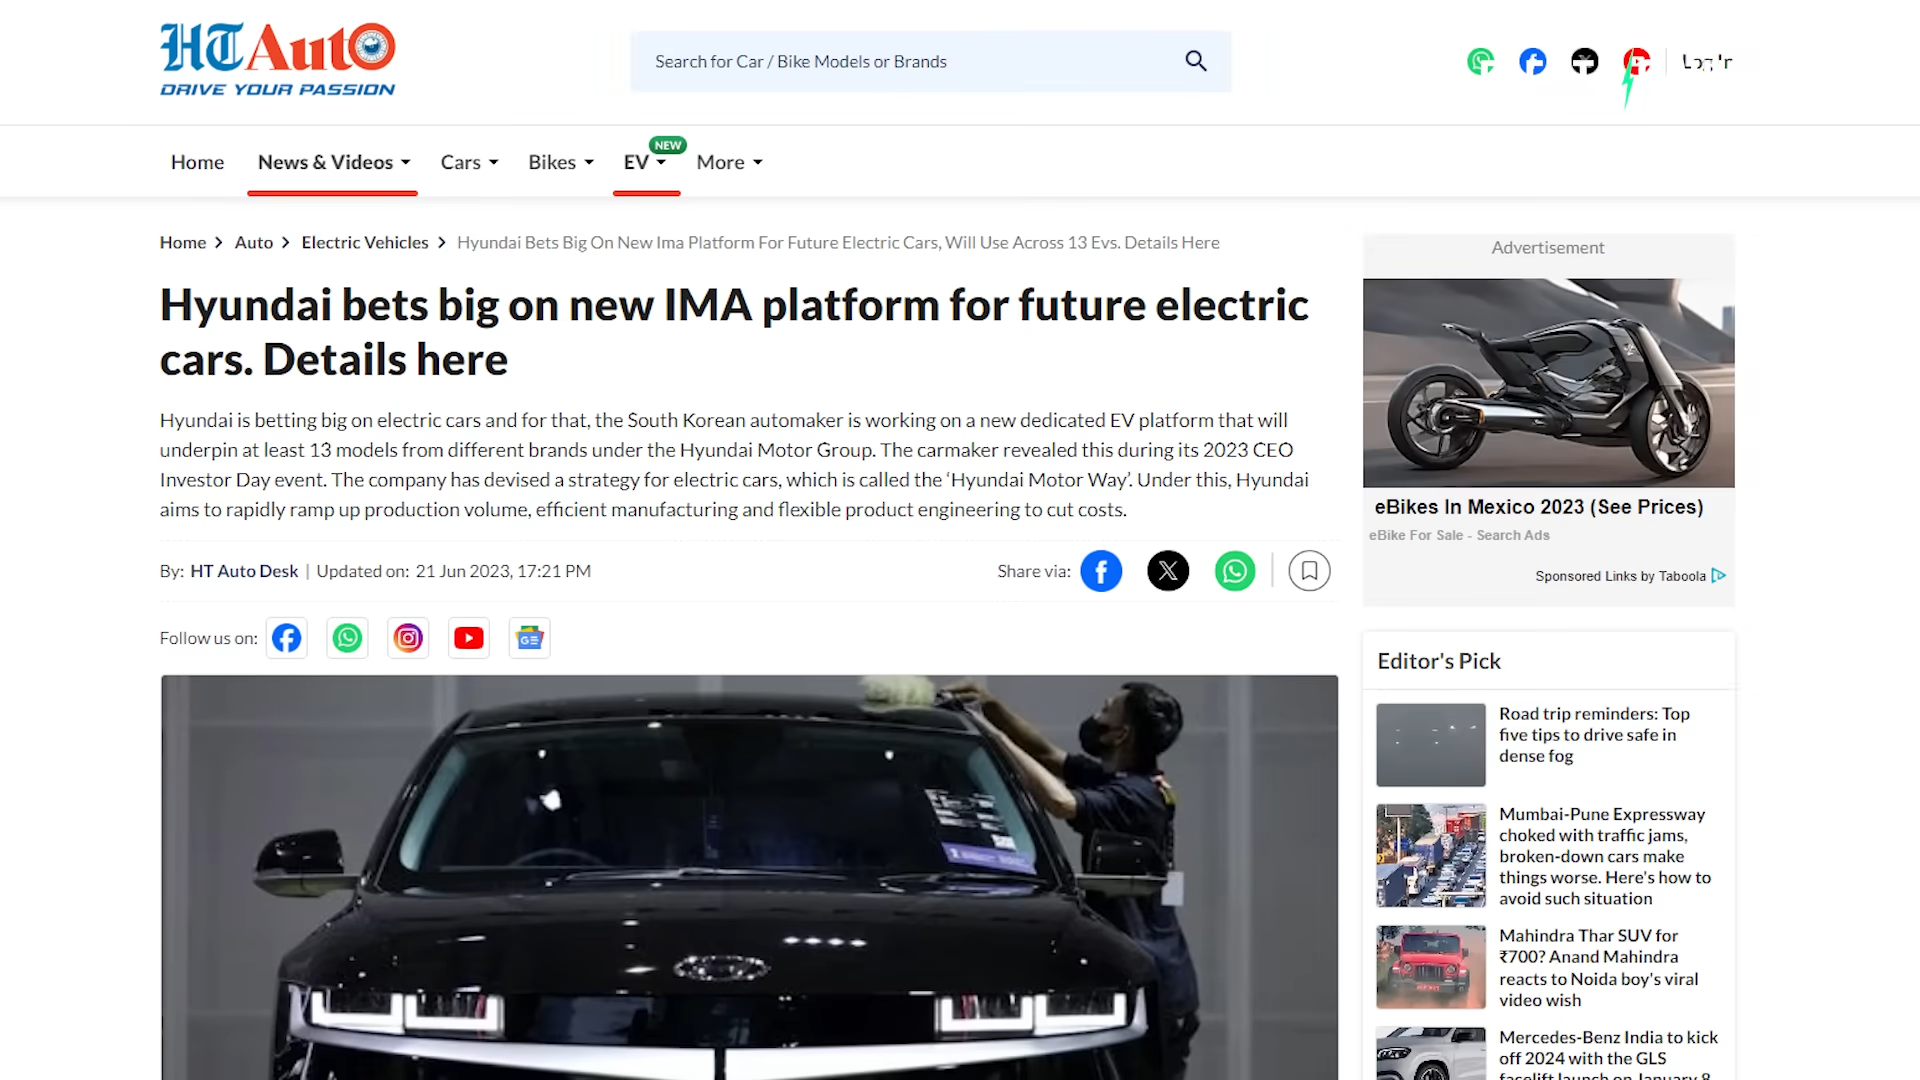 HT Auto
DRIVE YOUR PASSION
Search for Car / Bike Models or Brands
Home
News & Videos
Cars
Bikes
EV
NEW
More
Home
Auto
Electric Vehicles
Hyundai Bets Big On New Ima Platform For Future Electric Cars, Will Use Across 13 Evs. Details Here
Hyundai bets big on new IMA platform for future electric
cars. Details here
Hyundai is betting big on electric cars and for that, the South Korean automaker is working on a new dedicated EV platform that will
underpin at least 13 models from different brands under the Hyundai Motor Group. The carmaker revealed this during its 2023 CEO
Investor Day event. The company has devised a strategy for electric cars, which is called the ‘Hyundai Motor Way’. Under this, Hyundai
aims to rapidly ramp up production volume, efficient manufacturing and flexible product engineering to cut costs.
By: HT Auto Desk | Updated on: 21 Jun 2023, 17:21 PM
Share via:
Follow us on:
Advertisement
eBikes In Mexico 2023 (See Prices)
eBike For Sale - Search Ads
Sponsored Links by Taboola
Editor's Pick
Road trip reminders: Top
five tips to drive safe in
dense fog
Mumbai-Pune Expressway
choked with traffic jams,
broken-down cars make
things worse. Here's how to
avoid such situation
Mahindra Thar SUV for
₹700? Anand Mahindra
reacts to Noida boy's viral
video wish
Mercedes-Benz India to kick
off 2024 with the GLS
facelift launch on January 8